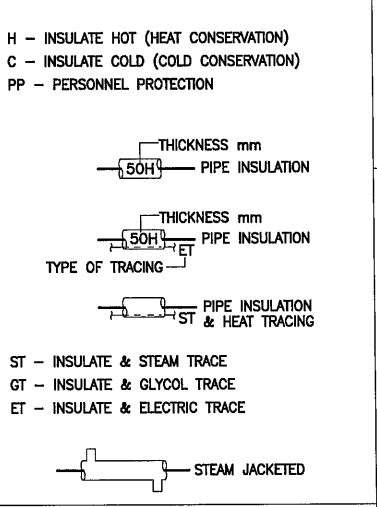 H – INSULATE HOT (HEAT CONSERVATION)
C – INSULATE COLD (COLD CONSERVATION)
PP – PERSONNEL PROTECTION
THICKNESS mm
50H PIPE INSULATION
THICKNESS mm
50H PIPE INSULATION
ET
TYPE OF TRACING
PIPE INSULATION
ST & HEAT TRACING
ST – INSULATE & STEAM TRACE
GT – INSULATE & GLYCOL TRACE
ET – INSULATE & ELECTRIC TRACE
STEAM JACKETED